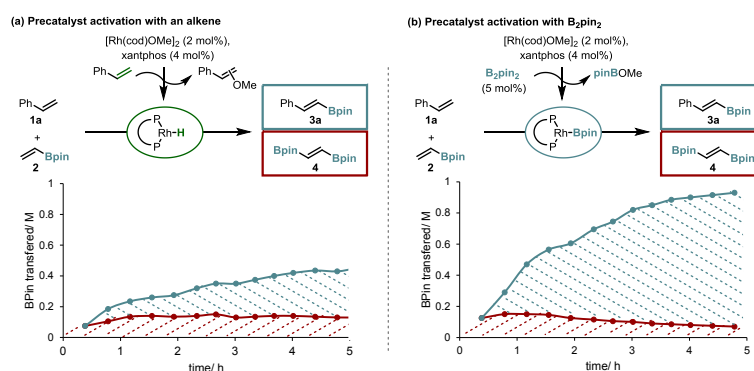 (a) Precatalyst activation with an alkene
[Rh(cod)OMe]₂ (2 mol%),
xantphos (4 mol%)
Ph
Ph
OMe
Ph
1a
+
Bpin
2
P
Rh-H
P
Ph
Bpin
3a
Bpin
Bpin
4
BPin transfered/ M
1
0.8
0.6
0.4
0.2
0
0
1
2
3
4
5
time/ h
(b) Precatalyst activation with B₂pin₂
[Rh(cod)OMe]₂ (2 mol%),
xantphos (4 mol%)
B₂pin₂
pinBOMe
(5 mol%)
Ph
1a
+
Bpin
2
P
Rh-Bpin
P
Ph
Bpin
3a
Bpin
Bpin
4
BPin transfered/ M
1
0.8
0.6
0.4
0.2
0
0
1
2
3
4
5
time/ h